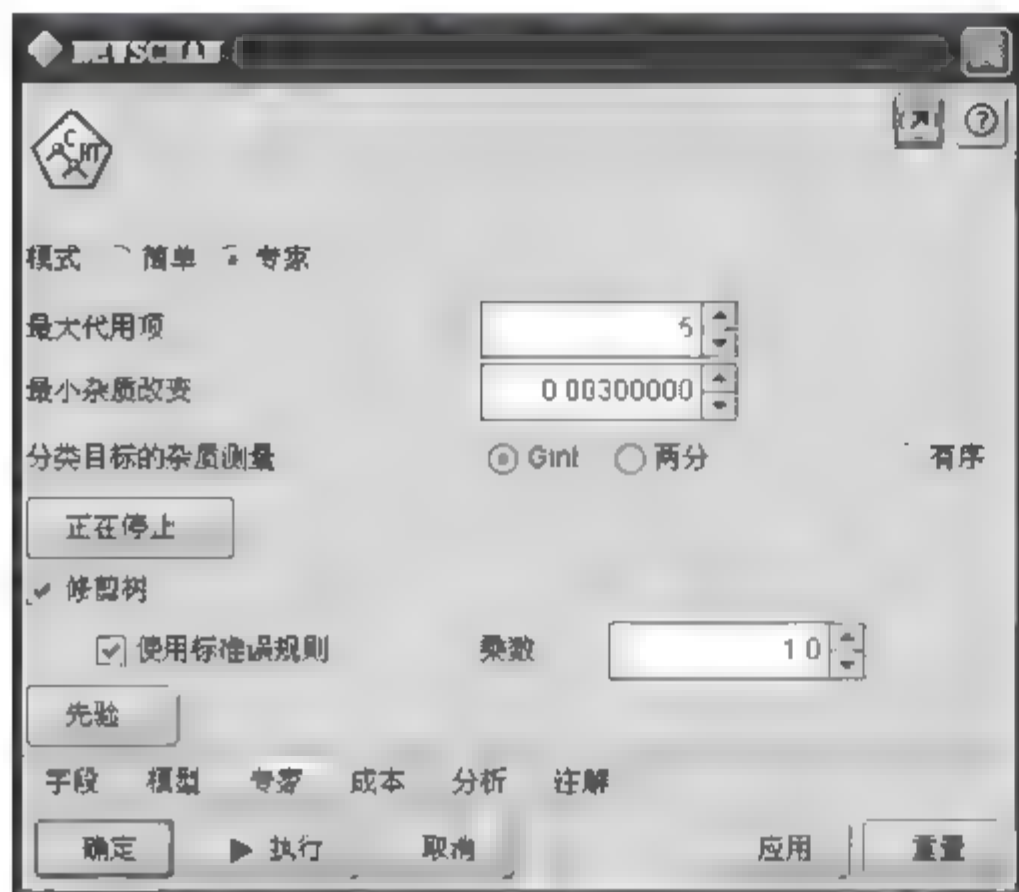 模式 简单 专家
最大代用项 5
最小杂质改变 0.00300000
分类目标的杂质测量 Gini 两分 有序
正在停止
修剪树
使用标准误规则 乘数 1.0
先验
字段 模型 专家 成本 分析 注解
确定 执行 取消 应用 重置